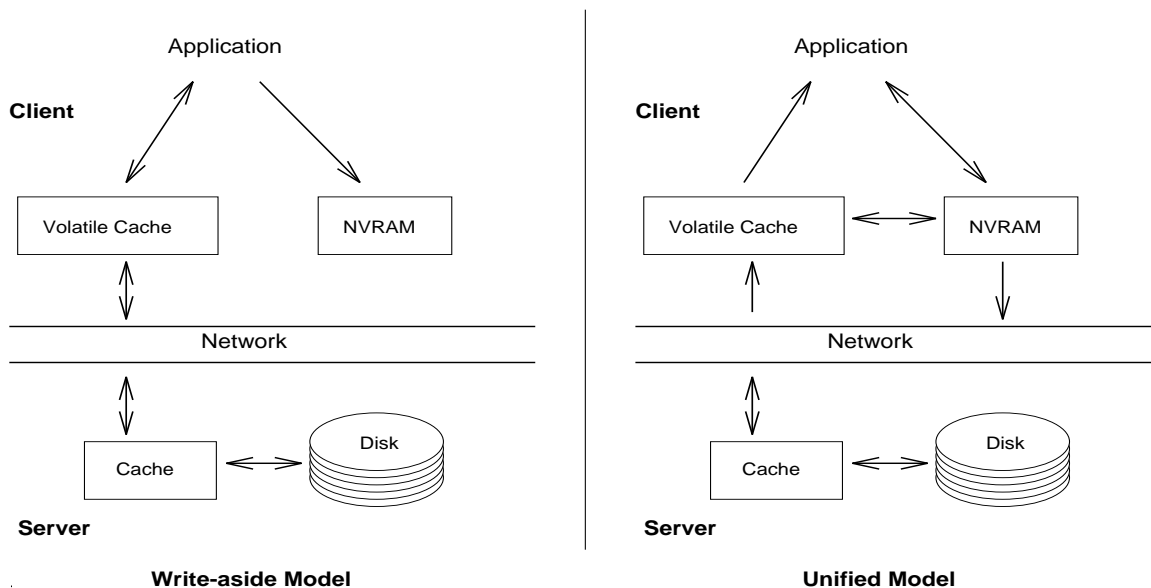 Application
Client
Volatile Cache
NVRAM
Network
Disk
Cache
Server
Write-aside Model
Application
Client
Volatile Cache
NVRAM
Network
Disk
Cache
Server
Unified Model